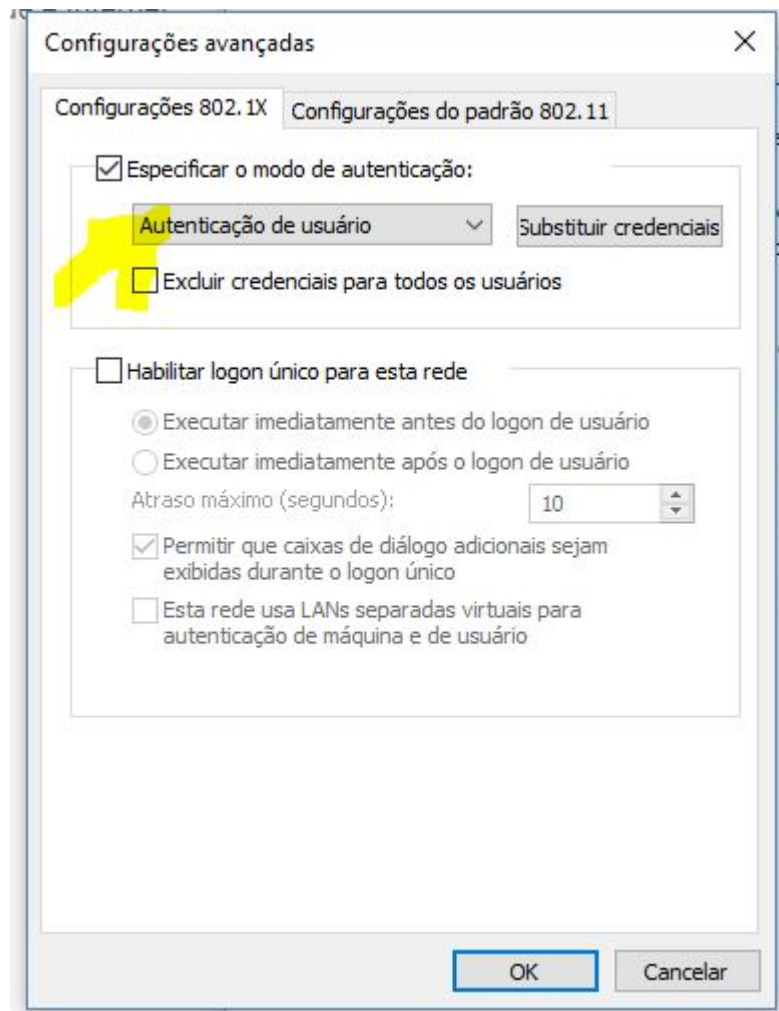 Configurações avançadas
Configurações 802.1X
Configurações do padrão 802.11
Especificar o modo de autenticação:
Autenticação de usuário
Substituir credenciais
Excluir credenciais para todos os usuários
Habilitar logon único para esta rede
Executar imediatamente antes do logon de usuário
Executar imediatamente após o logon de usuário
Atraso máximo (segundos):
10
Permitir que caixas de diálogo adicionais sejam
exibidas durante o logon único
Esta rede usa LANs separadas virtuais para
autenticação de máquina e de usuário
OK
Cancelar